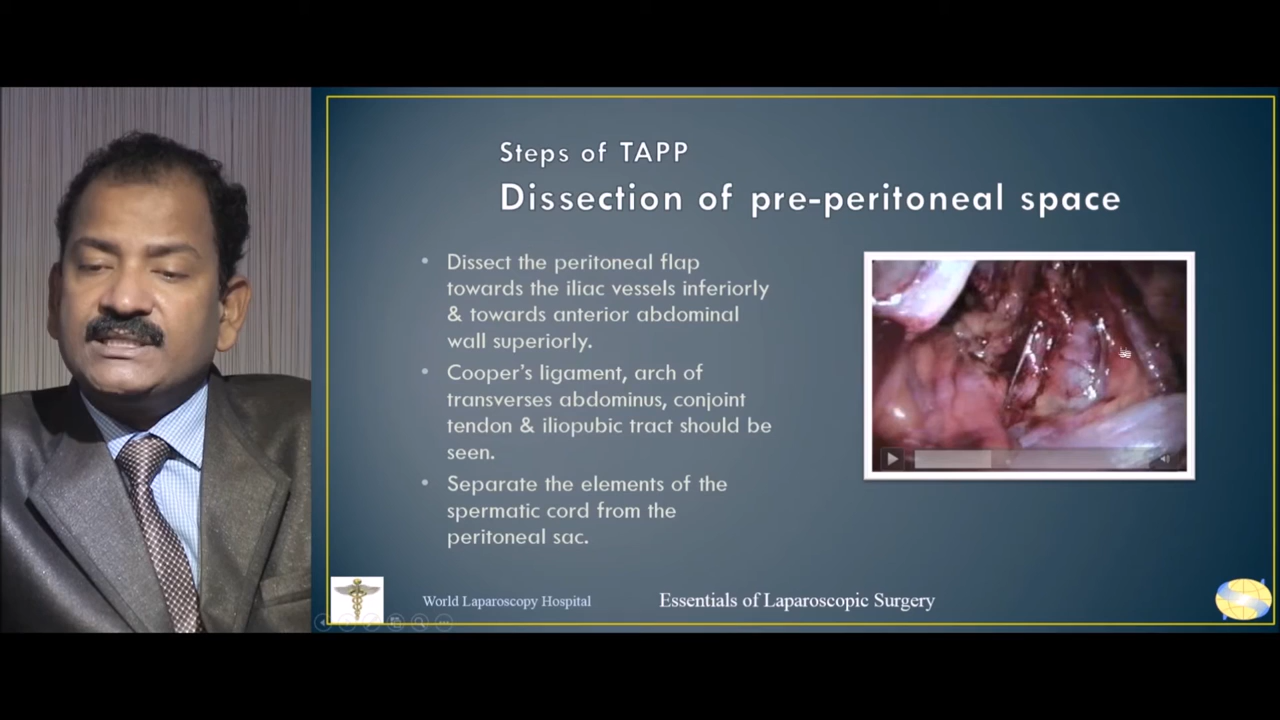 Steps of TAPP
Dissection of pre-peritoneal space
• Dissect the peritoneal flap
towards the iliac vessels inferiorly
& towards anterior abdominal
wall superiorly.
• Cooper's ligament, arch of
transverses abdominus, conjoint
tendon & iliopubic tract should be
seen.
• Separate the elements of the
spermatic cord from the
peritoneal sac.
World Laparoscopy Hospital
Essentials of Laparoscopic Surgery